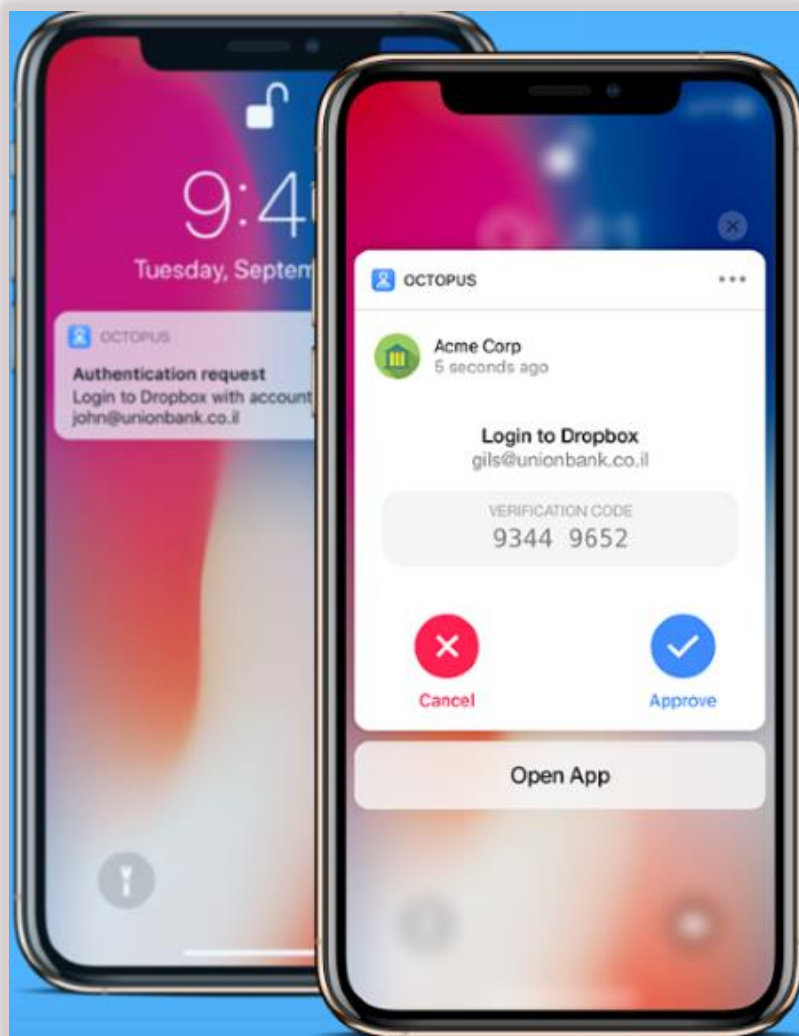 9:4
Tuesday, Septem
OCTOPUS
Authentication request
Login to Dropbox with account
john@unionbank.co.il
OCTOPUS
Acme Corp
5 seconds ago
Login to Dropbox
gils@unionbank.co.il
VERIFICATION CODE
9344 9652
Cancel
Approve
Open App